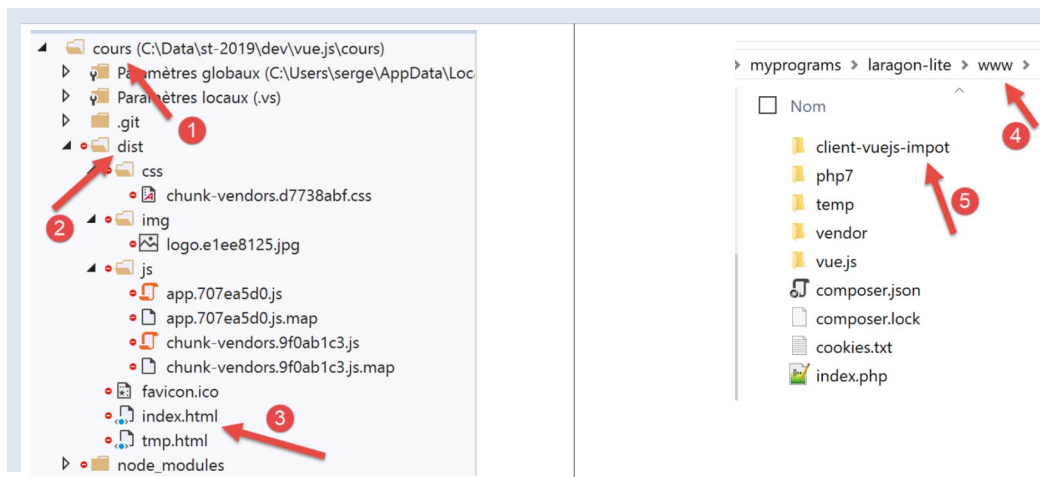 cours (C:\Data\st-2019\dev\vue.js\cours)
Paramètres globaux (C:\Users\serge\AppData\Loc
Paramètres locaux (.vs)
1
.git
dist
2
css
chunk-vendors.d7738abf.css
img
logo.e1ee8125.jpg
js
app.707ea5d0.js
app.707ea5d0.js.map
chunk-vendors.9f0ab1c3.js
chunk-vendors.9f0ab1c3.js.map
favicon.ico
index.html
3
tmp.html
node_modules
myprograms > laragon-lite > www >
Nom
4
client-vuejs-impot
php7
5
temp
vendor
vue.js
composer.json
composer.lock
cookies.txt
index.php